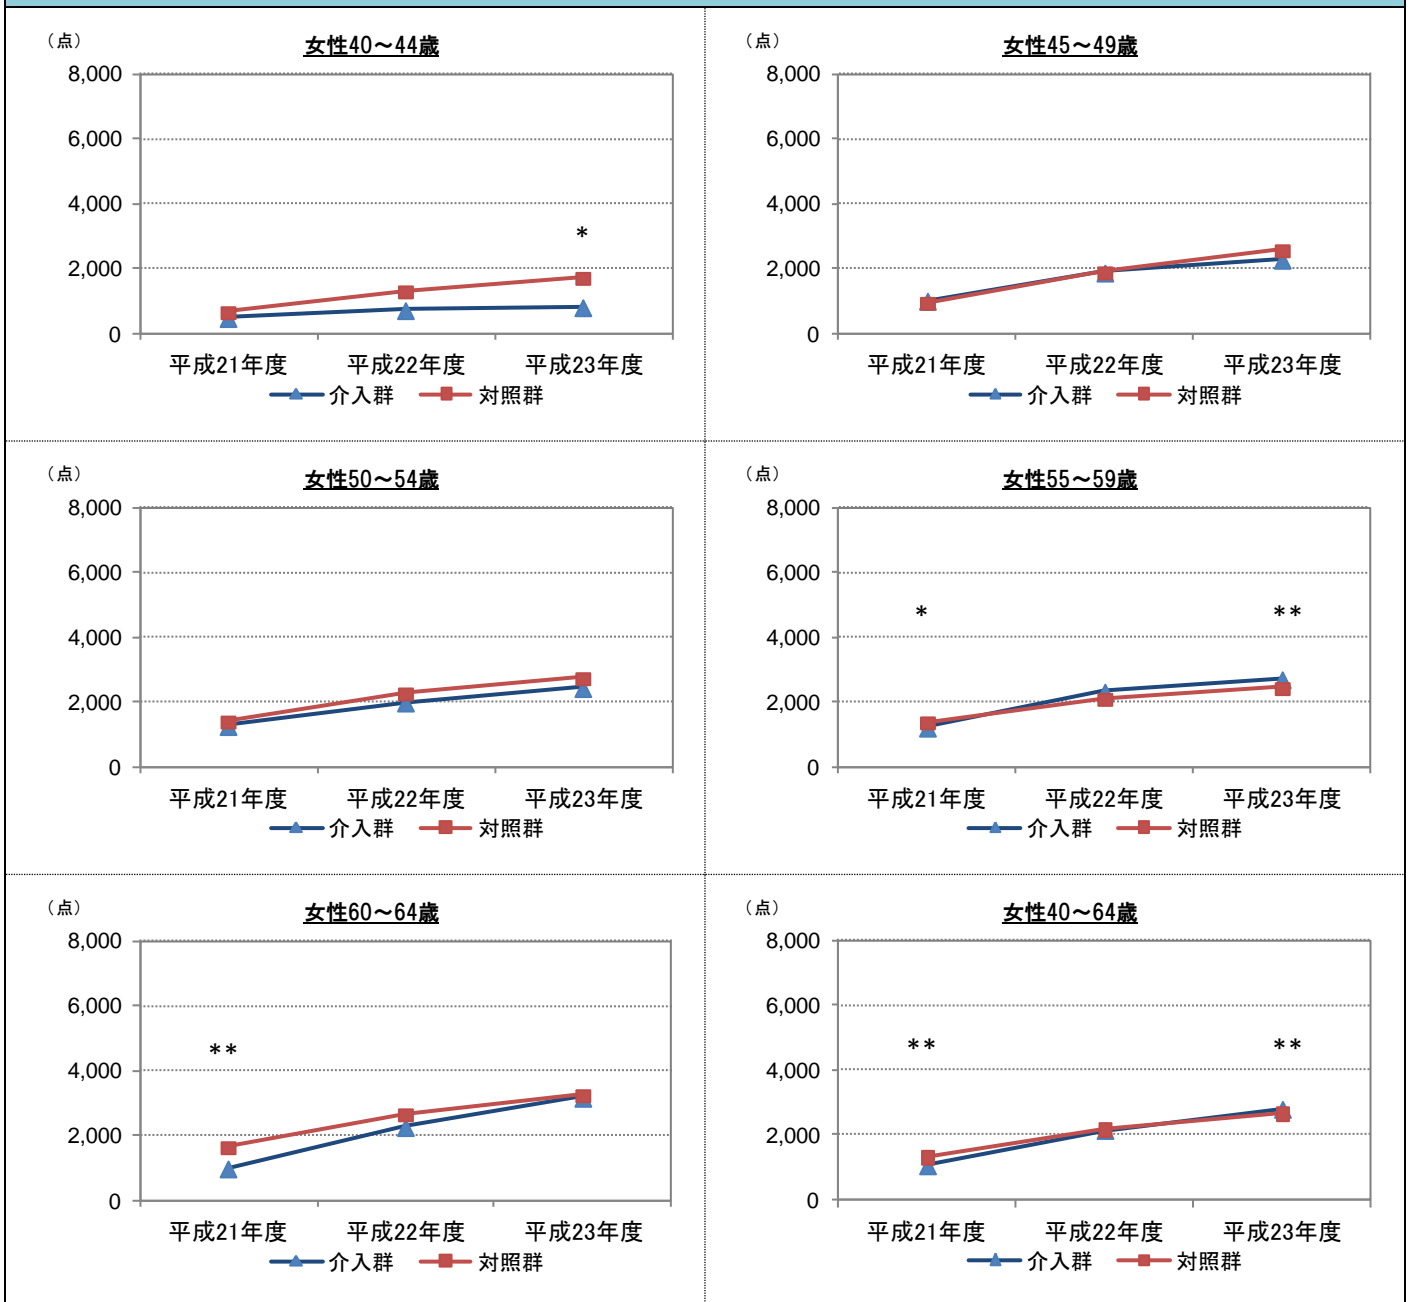 （点）
女性40～44歳
8,000
6,000
4,000
*
2,000
0
平成21年度 平成22年度 平成23年度
介入群 対照群
（点）
女性45～49歳
8,000
6,000
4,000
2,000
0
平成21年度 平成22年度 平成23年度
介入群 対照群
（点）
女性50～54歳
8,000
6,000
4,000
2,000
0
平成21年度 平成22年度 平成23年度
介入群 対照群
（点）
女性55～59歳
8,000
6,000
* **
4,000
2,000
0
平成21年度 平成22年度 平成23年度
介入群 対照群
（点）
女性60～64歳
8,000
6,000
**
4,000
2,000
0
平成21年度 平成22年度 平成23年度
介入群 対照群
（点）
女性40～64歳
8,000
6,000
** **
4,000
2,000
0
平成21年度 平成22年度 平成23年度
介入群 対照群